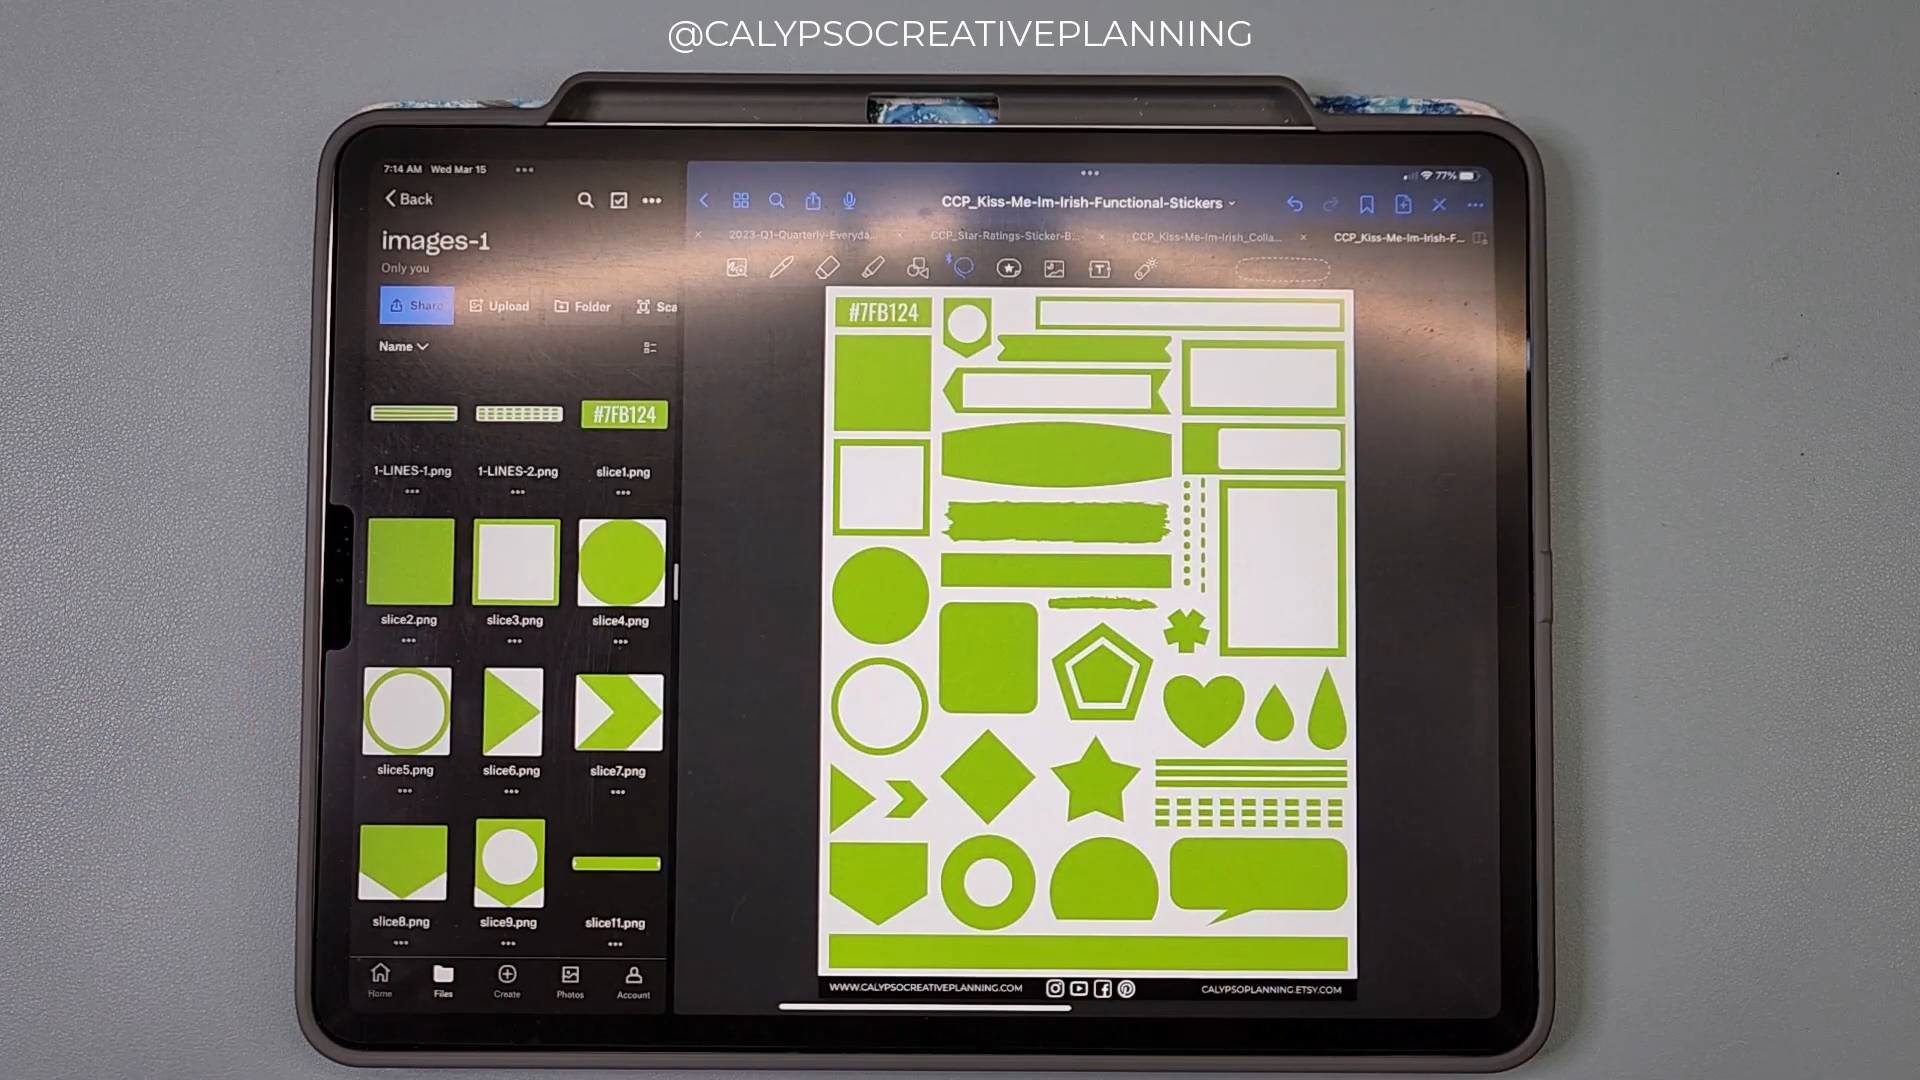 @CALYPSOCREATIVEPLANNING
7:14 AM Wed Mar 15
77%
Back
images-1
Only you
Share
Upload
Folder
Sca
Name
1-LINES-1.png
1-LINES-2.png
#7FB124
slice1.png
slice2.png
slice3.png
slice4.png
slice5.png
slice6.png
slice7.png
slice8.png
slice9.png
slice11.png
Home
Files
Create
Photos
Account
CCP_Kiss-Me-Im-Irish-Functional-Stickers
2023-Q1-Quarterly-Everyda...
CCP_Star-Ratings-Sticker-B...
CCP_Kiss-Me-Im-Irish_Colla...
CCP_Kiss-Me-Im-Irish-F...
#7FB124
WWW.CALYPSOCREATIVEPLANNING.COM
CALYPSOPLANNING.ETSY.COM